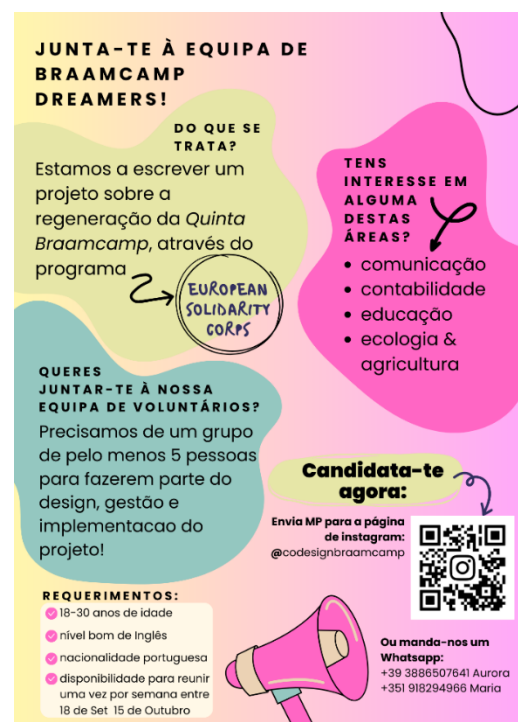 JUNTA-TE À EQUIPA DE
BRAAMCAMP
DREAMERS!
DO QUE SE
TRATA?
Estamos a escrever um
projeto sobre a
regeneração da Quinta
Braamcamp, através do
programa
EUROPEAN
SOLIDARITY
CORPS
TENS
INTERESSE EM
ALGUMA
DESTAS
ÁREAS?
• comunicação
• contabilidade
• educação
• ecologia &
agricultura
QUERES
JUNTAR-TE À NOSSA
EQUIPA DE VOLUNTÁRIOS?
Precisamos de um grupo
de pelo menos 5 pessoas
para fazerem parte do
design, gestão e
implementacao do
projeto!
Candidata-te
agora:
Envia MP para a página
de instagram:
@codesignbraamcamp
REQUERIMENTOS:
18-30 anos de idade
nível bom de Inglês
nacionalidade portuguesa
disponibilidade para reunir
uma vez por semana entre
18 de Set 15 de Outubro
Ou manda-nos um
Whatsapp:
+39 3886507641 Aurora
+351 918294966 Maria